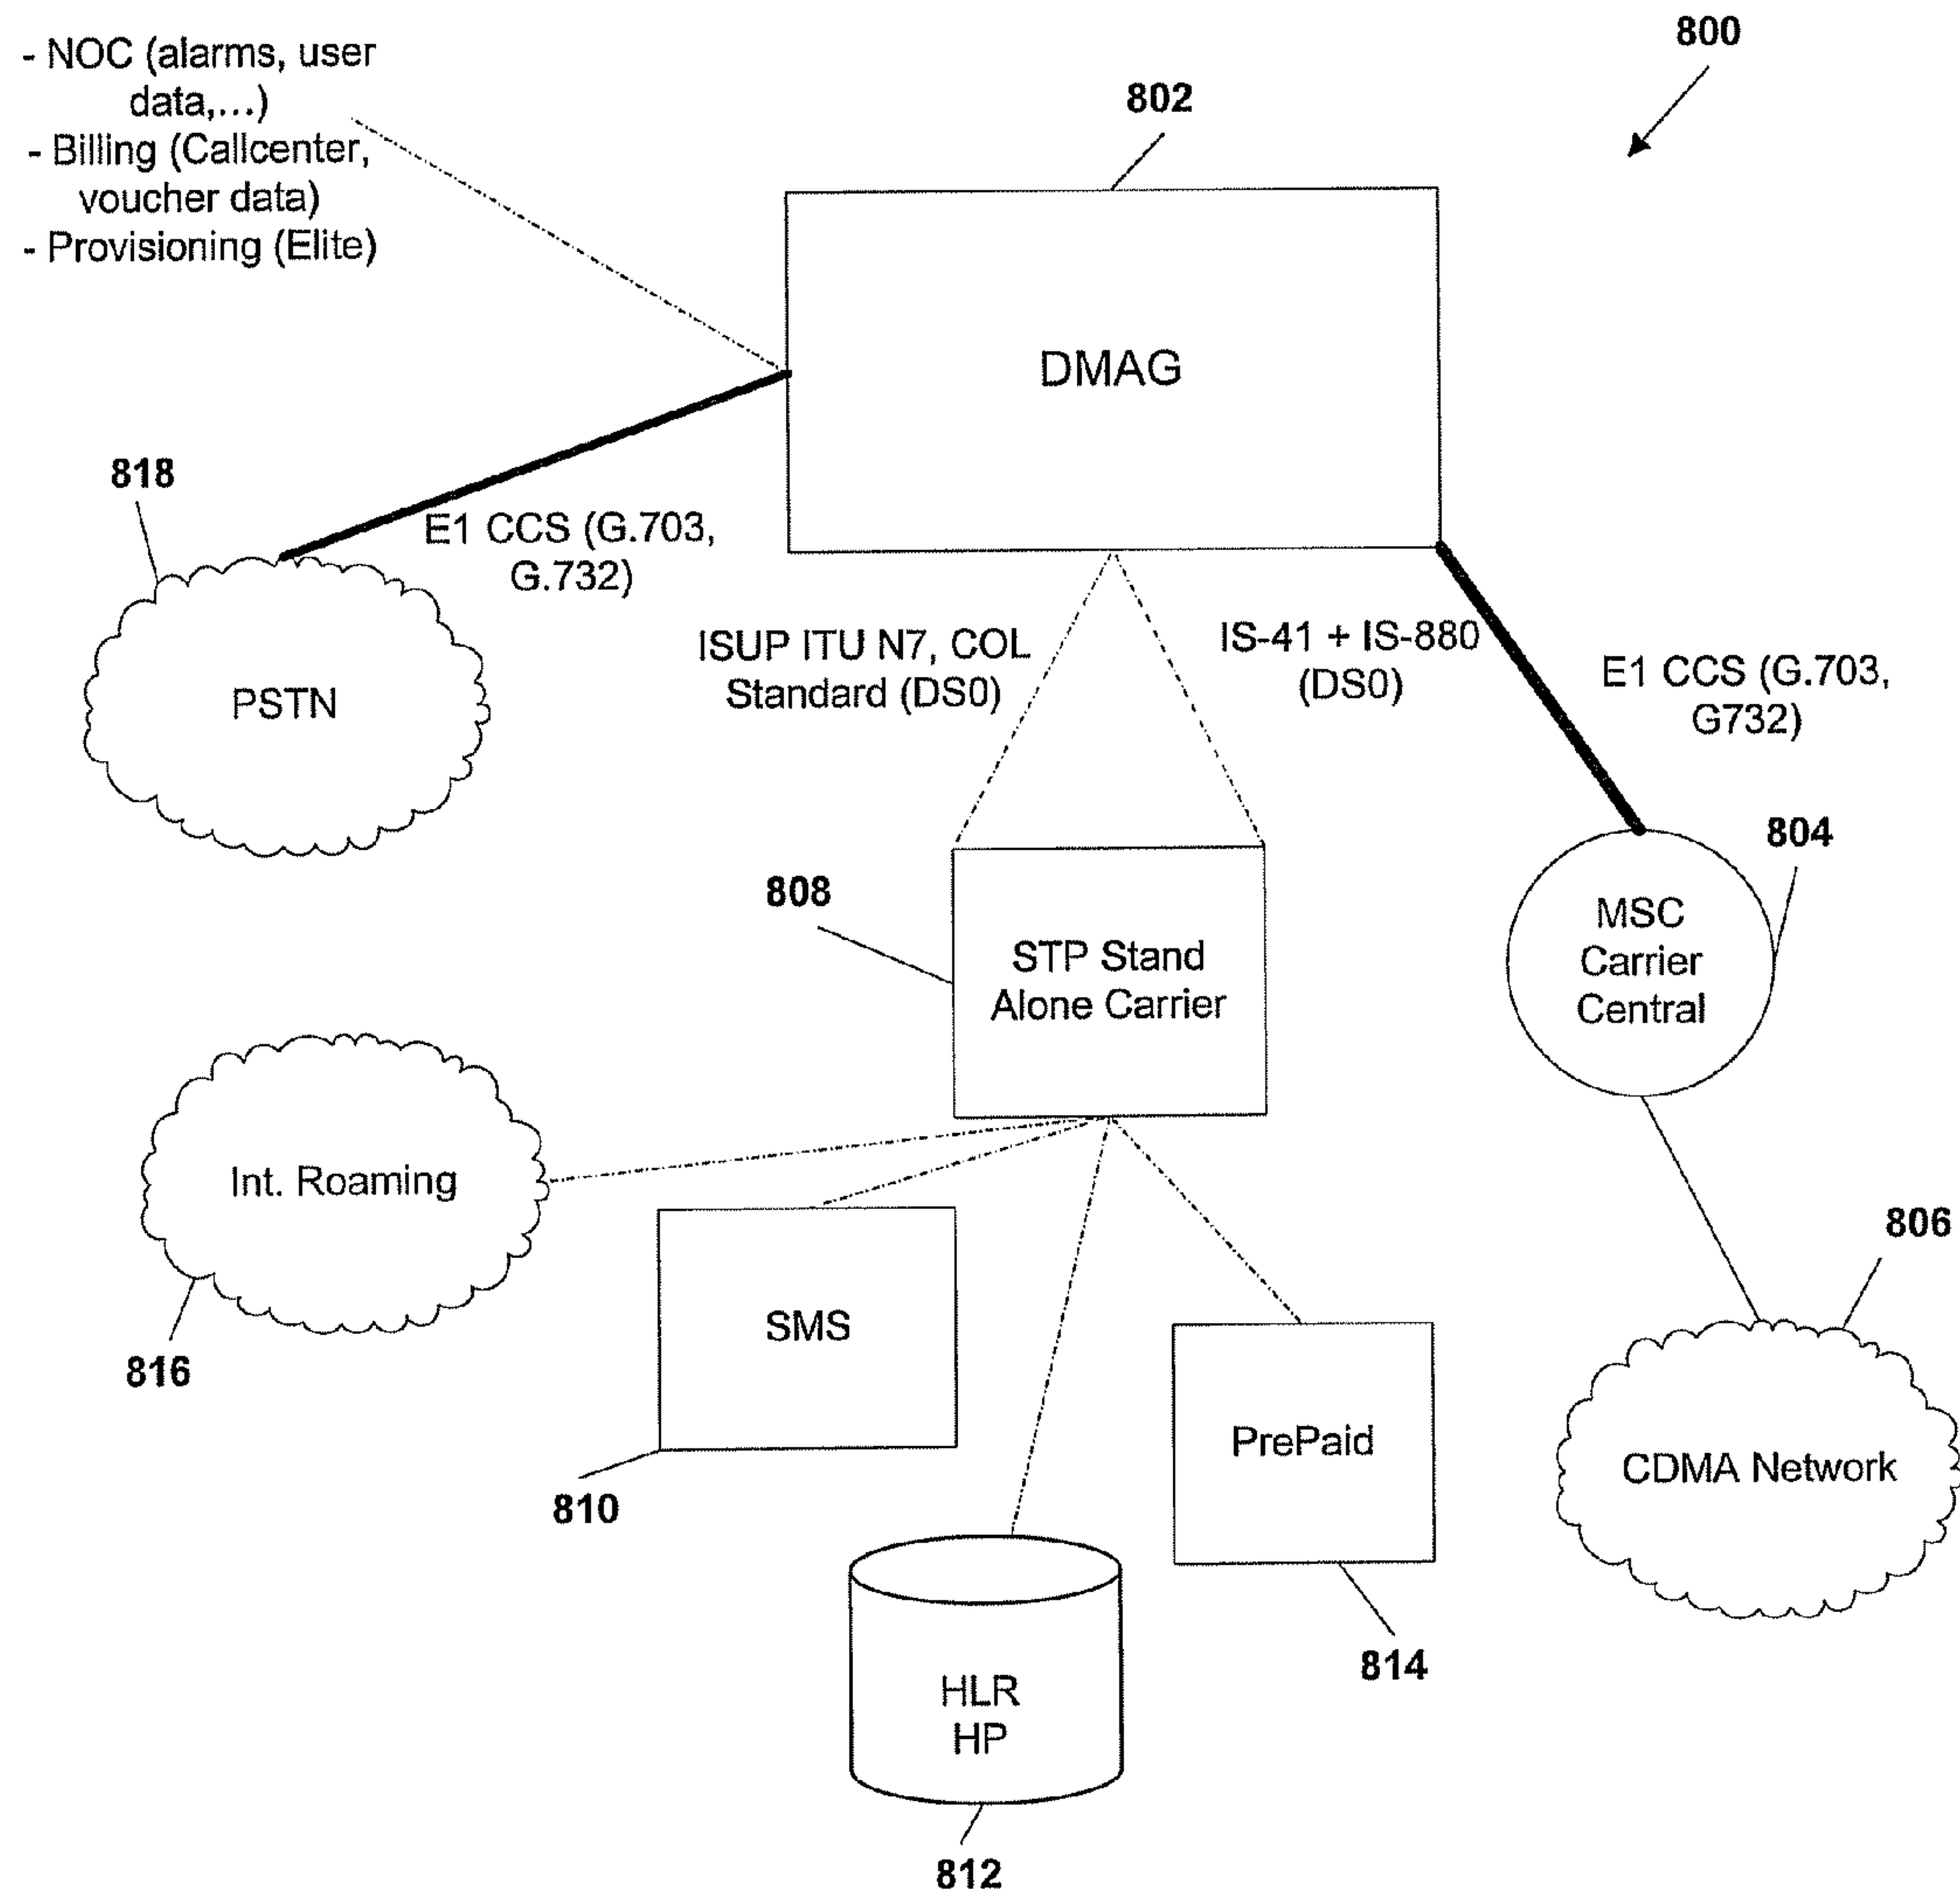 - NOC (alarms, user
data,...)
- Billing (Callcenter,
voucher data)
- Provisioning (Elite)
800
802
DMAG
818
E1 CCS (G.703,
G.732)
PSTN
ISUP ITU N7, COL
Standard (DS0)
IS-41 + IS-880
(DS0)
E1 CCS (G.703,
G732)
804
808
MSC
Carrier
Central
STP Stand
Alone Carrier
Int. Roaming
816
806
SMS
810
PrePaid
814
CDMA Network
HLR
HP
812